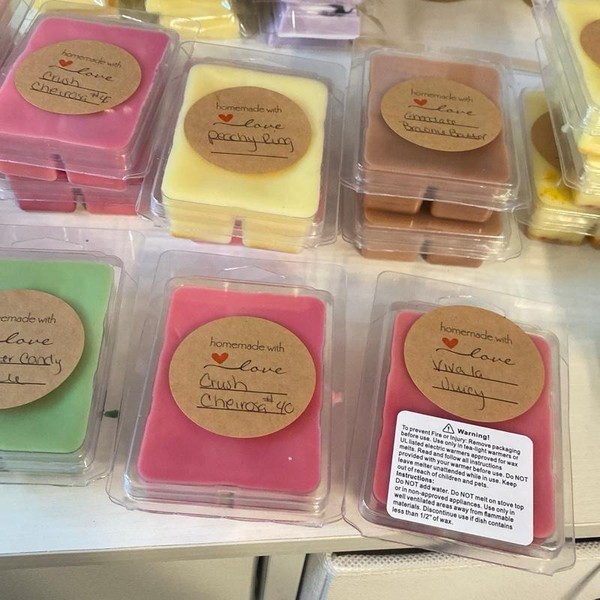 homemade with
love
Crush
Cheirosa #40
homemade with
love
Peachy Ring
homemade with
love
Chocolate
homemade with
love
Candy
homemade with
love
Crush
Cheirosa #40
homemade with
love
Viva la
Juicy
Warning!
To prevent Fire or Injury: Remove packaging
before use. Use only in tea-light warmers or
UL listed electric warmers approved for wax
melts. Read and follow all instructions
provided with your warmer before use. Do NOT
leave melter unattended while in use. Keep
out of reach of children and pets.
Instructions:
Do NOT add water. Do NOT melt on stove top
or in non-approved appliances. Use only in
well ventilated areas away from flammable
materials. Discontinue use if dish contains
less than 1/2" of wax.